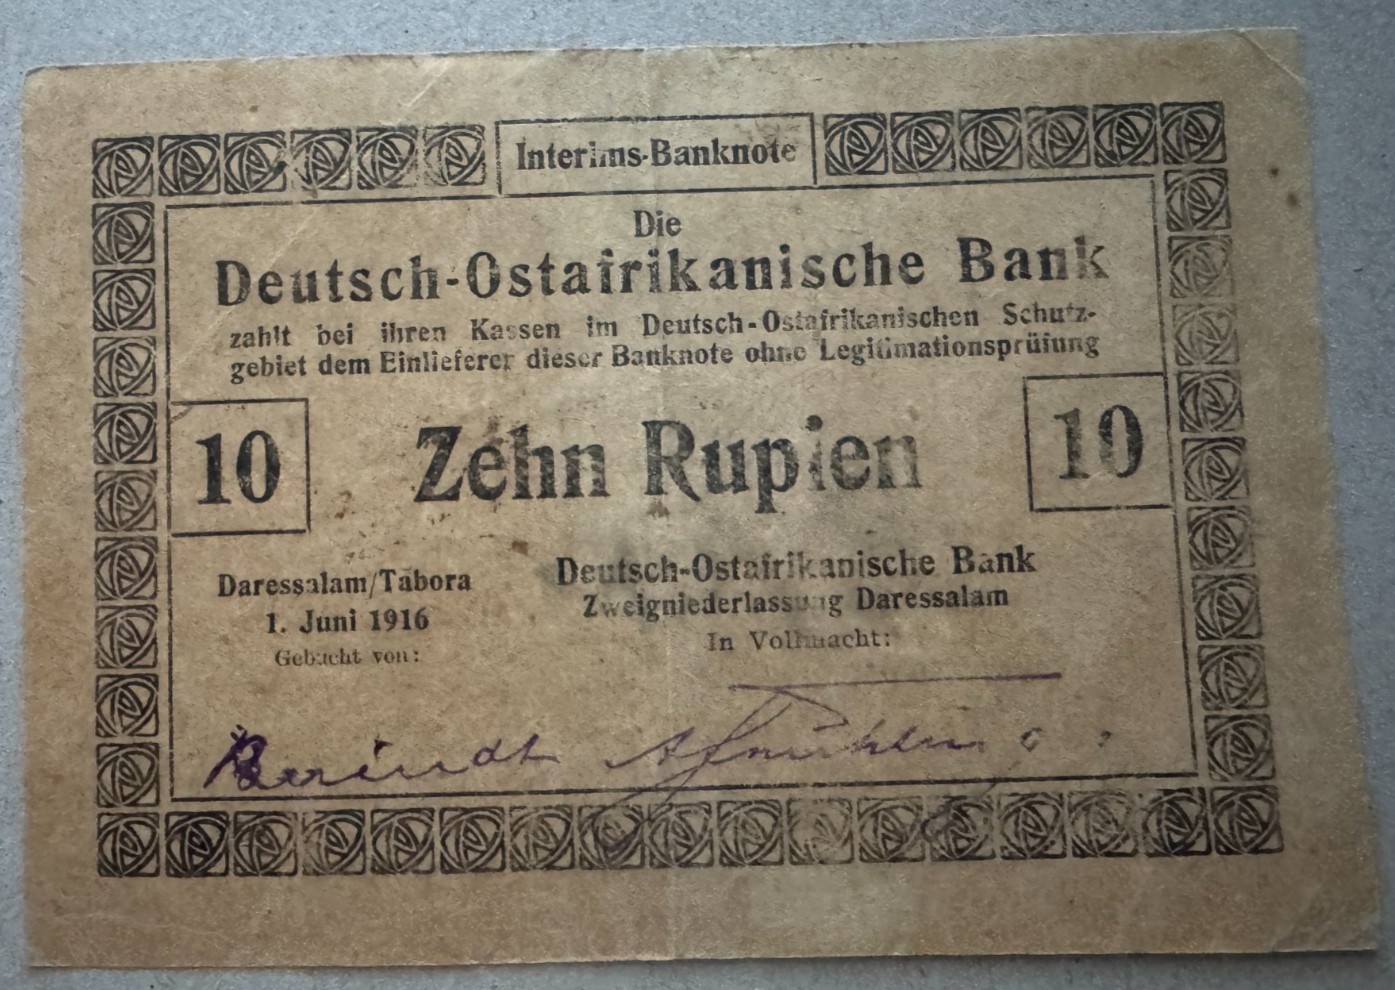 Interims-Banknote
Die
Deutsch-Ostafrikanische Bank
zahlt bei ihren Kassen im Deutsch-Ostafrikanischen Schutz-
gebiet dem Einlieferer dieser Banknote ohne Legitimationsprüfung
10
Zehn Rupien
10
Daressalam/Tabora
1. Juni 1916
Gebucht von:
Deutsch-Ostafrikanische Bank
Zweigniederlassung Daressalam
In Vollmacht: